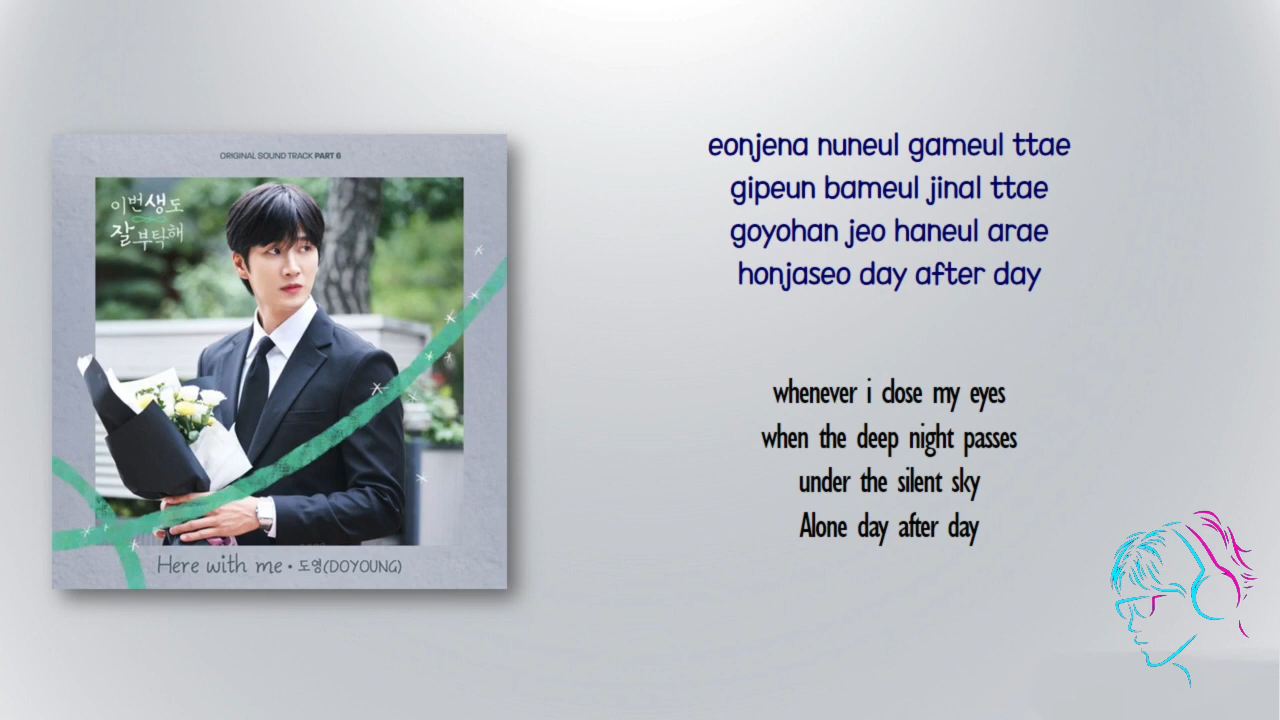 ORIGINAL SOUND TRACK PART 6
이번 생도
잘 부탁해
Here with me • 도영(DOYOUNG)
eonjena nuneul gameul ttae
gipeun bameul jinal ttae
goyohan jeo haneul arae
honjaseo day after day
whenever i close my eyes
when the deep night passes
under the silent sky
Alone day after day